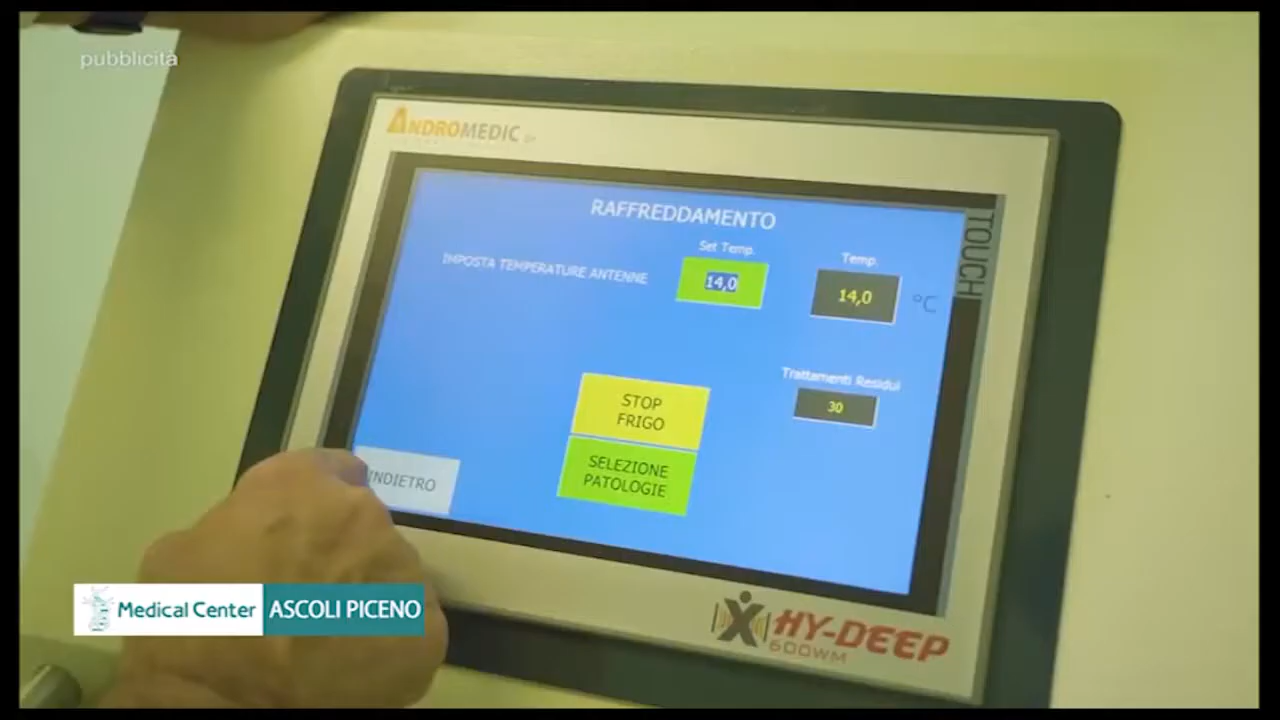 pubblicità
ANDROMEDIC
RAFFREDDAMENTO
Set Temp.
Temp.
IMPOSTA TEMPERATURE ANTENNE
14,0
14,0
°C
TOUCH
Trattamenti Residui
30
STOP
FRIGO
SELEZIONE
PATOLOGIE
INDIETRO
Medical Center
ASCOLI PICENO
HY-DEEP
600WM